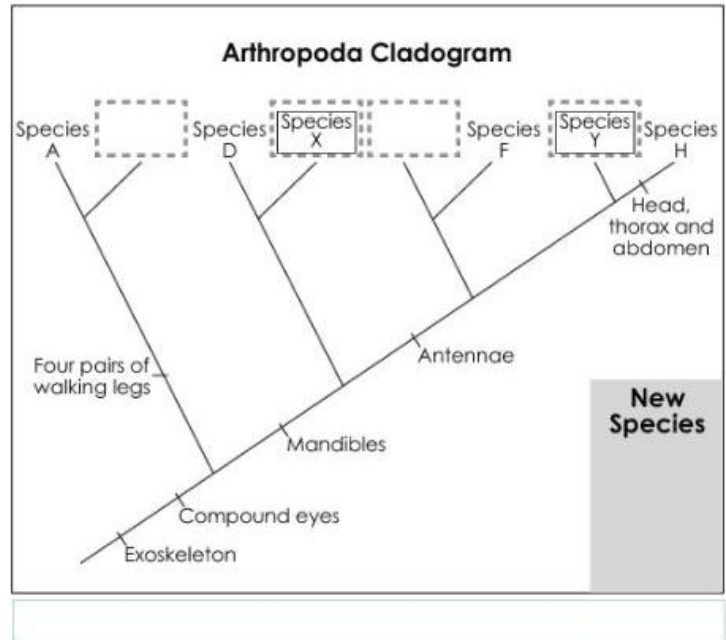 Arthropoda Cladogram
Species
A
Species
D
Species
X
Species
F
Species
Y
Species
H
Head,
thorax and
abdomen
Four pairs of
walking legs
Antennae
Mandibles
Compound eyes
Exoskeleton
New
Species